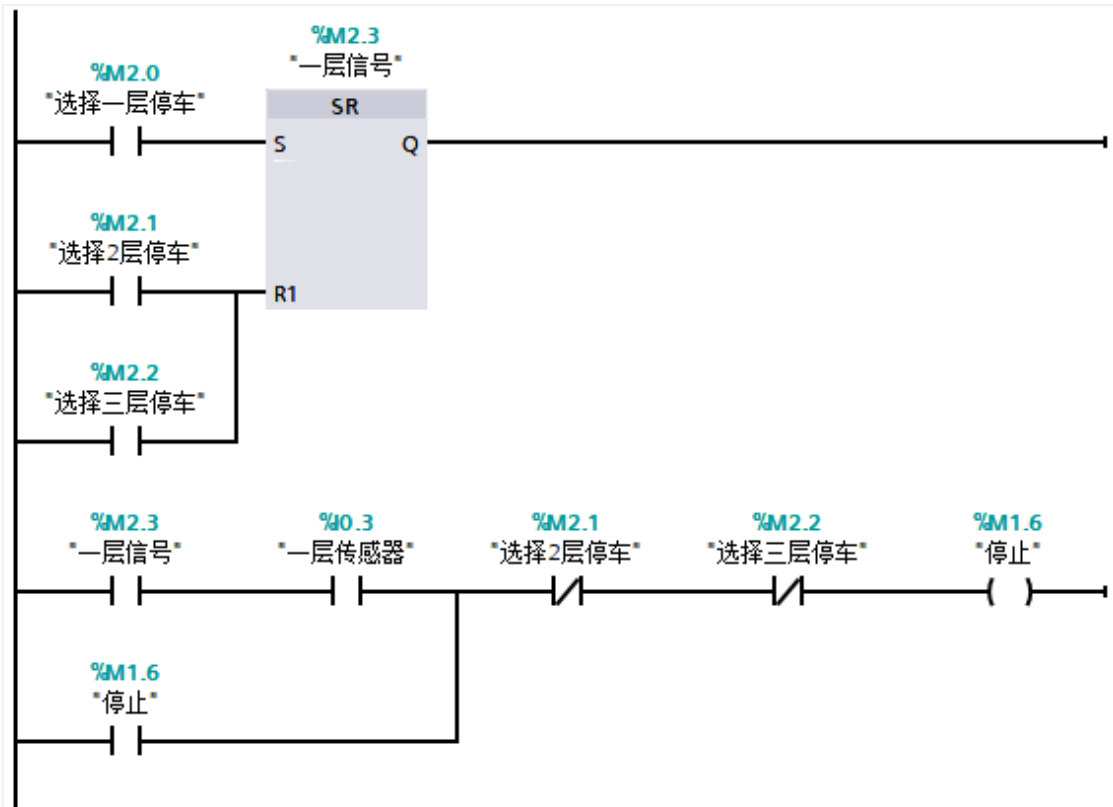 %M2.3
"一层信号"
%M2.0
"选择一层停车"
SR
S
Q
%M2.1
"选择2层停车"
R1
%M2.2
"选择三层停车"
%M2.3
"一层信号"
%I0.3
"一层传感器"
%M2.1
"选择2层停车"
%M2.2
"选择三层停车"
%M1.6
"停止"
%M1.6
"停止"